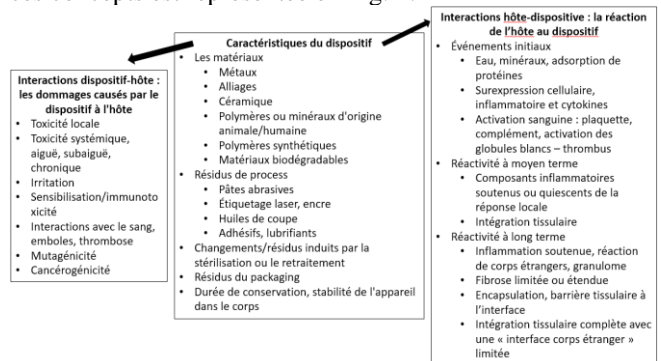 concepts est représentée
Interactions dispositif-hôte :
les dommages causés par le
dispositif à l'hôte
• Toxicité locale
• Toxicité systémique,
aiguë, subaiguë,
chronique
• Irritation
• Sensibilisation/immunoto
xicité
• Interactions avec le sang,
emboles, thrombose
• Mutagénicité
• Cancérogénicité
Caractéristiques du dispositif
• Les matériaux
• Métaux
• Alliages
• Céramique
• Polymères ou minéraux d'origine
animale/humaine
• Polymères synthétiques
• Matériaux biodégradables
• Résidus de process
• Pâtes abrasives
• Étiquetage laser, encre
• Huiles de coupe
• Adhésifs, lubrifiants
• Changements/résidus induits par la
stérilisation ou le retraitement
• Résidus du packaging
• Durée de conservation, stabilité de l'appareil
dans le corps
Interactions hôte-dispositive : la réaction
de l’hôte au dispositif
• Événements initiaux
• Eau, minéraux, adsorption de
protéines
• Surexpression cellulaire,
inflammatoire et cytokines
• Activation sanguine : plaquette,
complément, activation des
globules blancs – thrombus
• Réactivité à moyen terme
• Composants inflammatoires
soutenus ou quiescents de la
réponse locale
• Intégration tissulaire
• Réactivité à long terme
• Inflammation soutenue, réaction
de corps étrangers, granulome
• Fibrose limitée ou étendue
• Encapsulation, barrière tissulaire à
l’interface
• Intégration tissulaire complète avec
une « interface corps étranger »
limitée